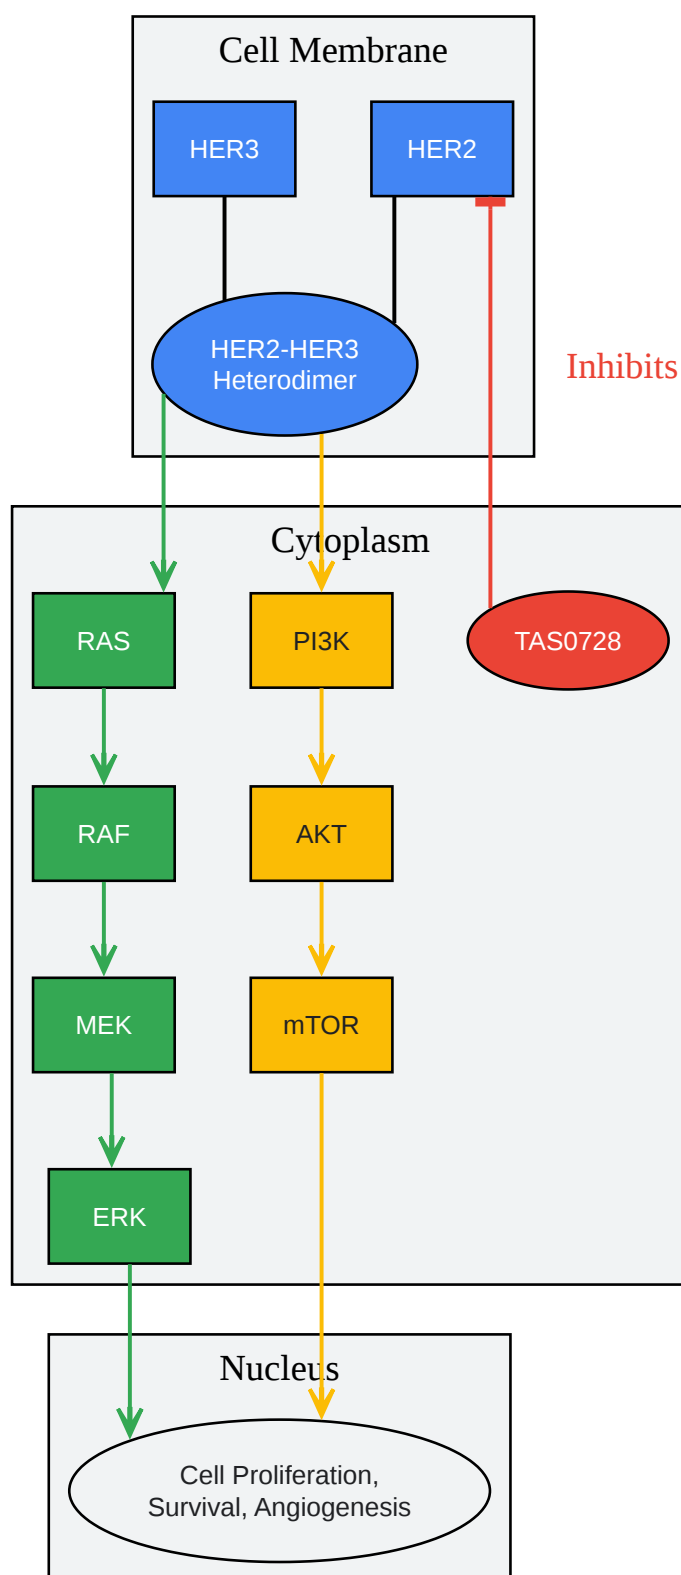 Cell Membrane
HER3
HER2
HER2-HER3
Heterodimer
Inhibits
Cytoplasm
RAS
PI3K
TAS0728
RAF
AKT
MEK
mTOR
ERK
Nucleus
Cell Proliferation,
Survival, Angiogenesis